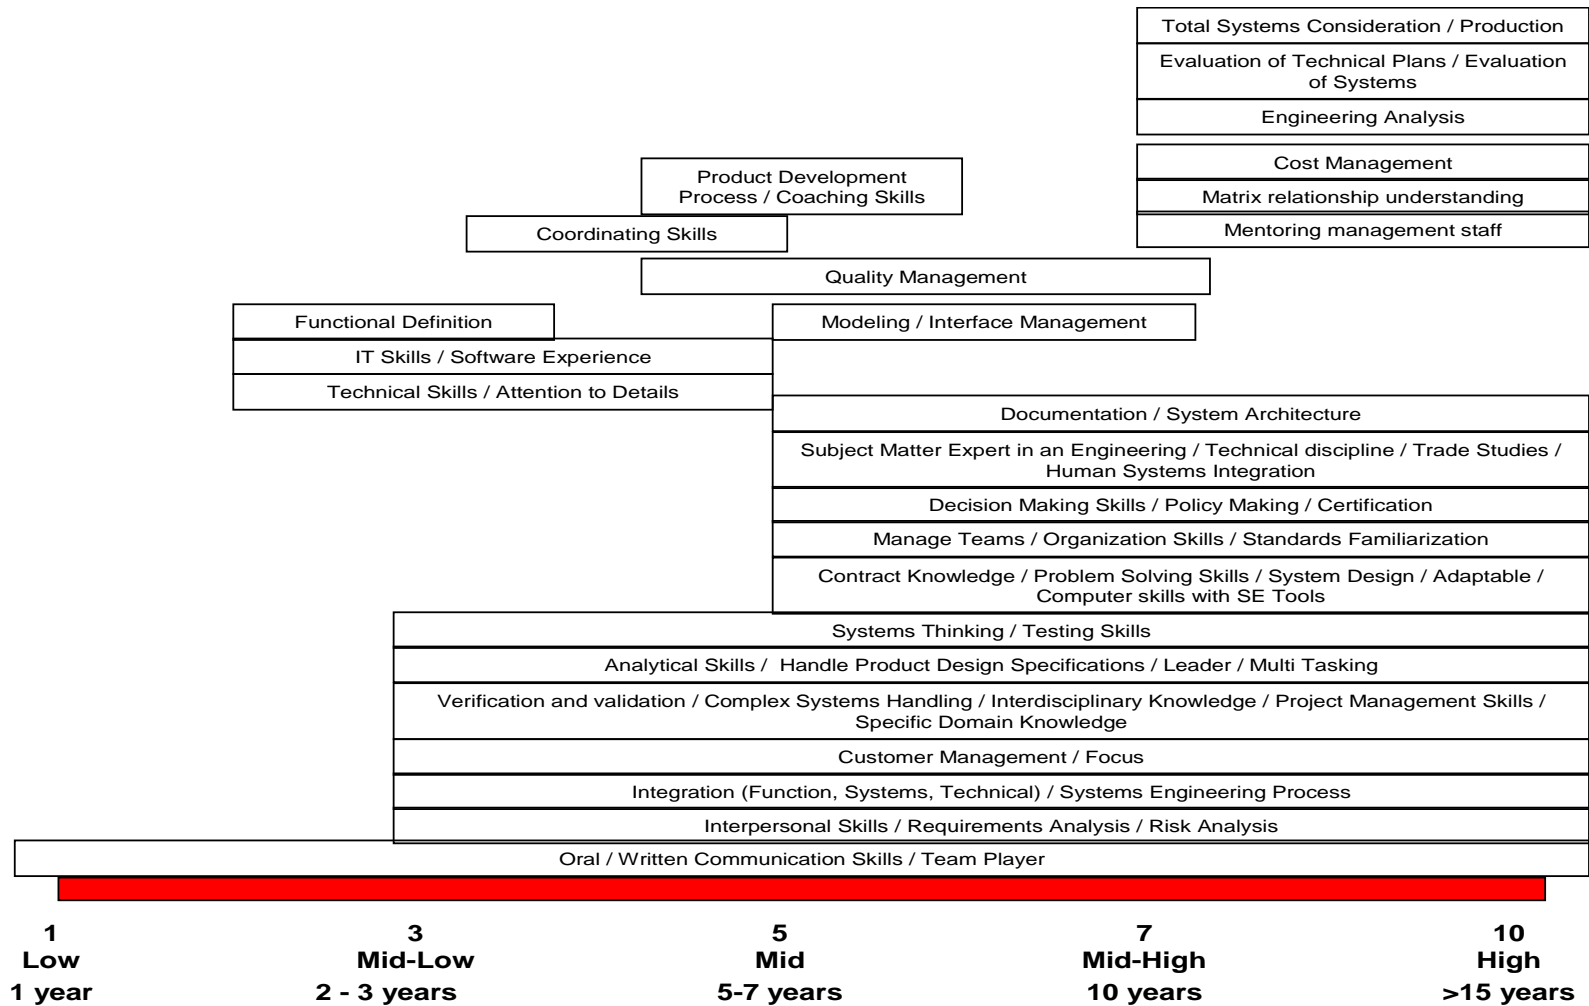 Total Systems Consideration / Production
Evaluation of Technical Plans / Evaluation
of Systems
Engineering Analysis
Cost Management
Product Development
Process / Coaching Skills
Matrix relationship understanding
Coordinating Skills
Mentoring management staff
Quality Management
Functional Definition
Modeling / Interface Management
IT Skills / Software Experience
Technical Skills / Attention to Details
Documentation / System Architecture
Subject Matter Expert in an Engineering / Technical discipline / Trade Studies /
Human Systems Integration
Decision Making Skills / Policy Making / Certification
Manage Teams / Organization Skills / Standards Familiarization
Contract Knowledge / Problem Solving Skills / System Design / Adaptable /
Computer skills with SE Tools
Systems Thinking / Testing Skills
Analytical Skills / Handle Product Design Specifications / Leader / Multi Tasking
Verification and validation / Complex Systems Handling / Interdisciplinary Knowledge / Project Management Skills /
Specific Domain Knowledge
Customer Management / Focus
Integration (Function, Systems, Technical) / Systems Engineering Process
Interpersonal Skills / Requirements Analysis / Risk Analysis
Oral / Written Communication Skills / Team Player
1 3 5 7 10
Low Mid-Low Mid Mid-High High
1 year 2 - 3 years 5-7 years 10 years >15 years